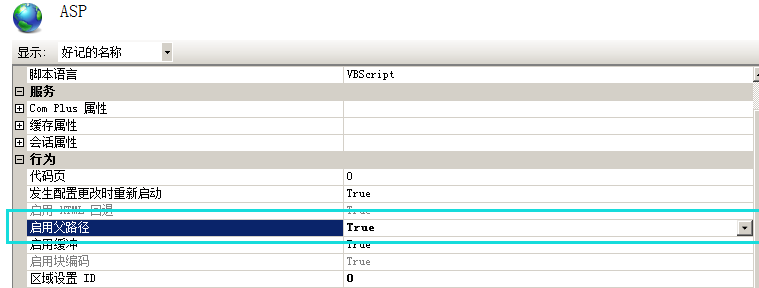 ASP
显示: 好记的名称
脚本语言 VBScript
服务
Com Plus 属性
缓存属性
会话属性
行为
代码页 0
发生配置更改时重新启动 True
启用 HTML 回退 True
启用父路径 True
启用缓冲 True
启用块编码 True
区域设置 ID 0